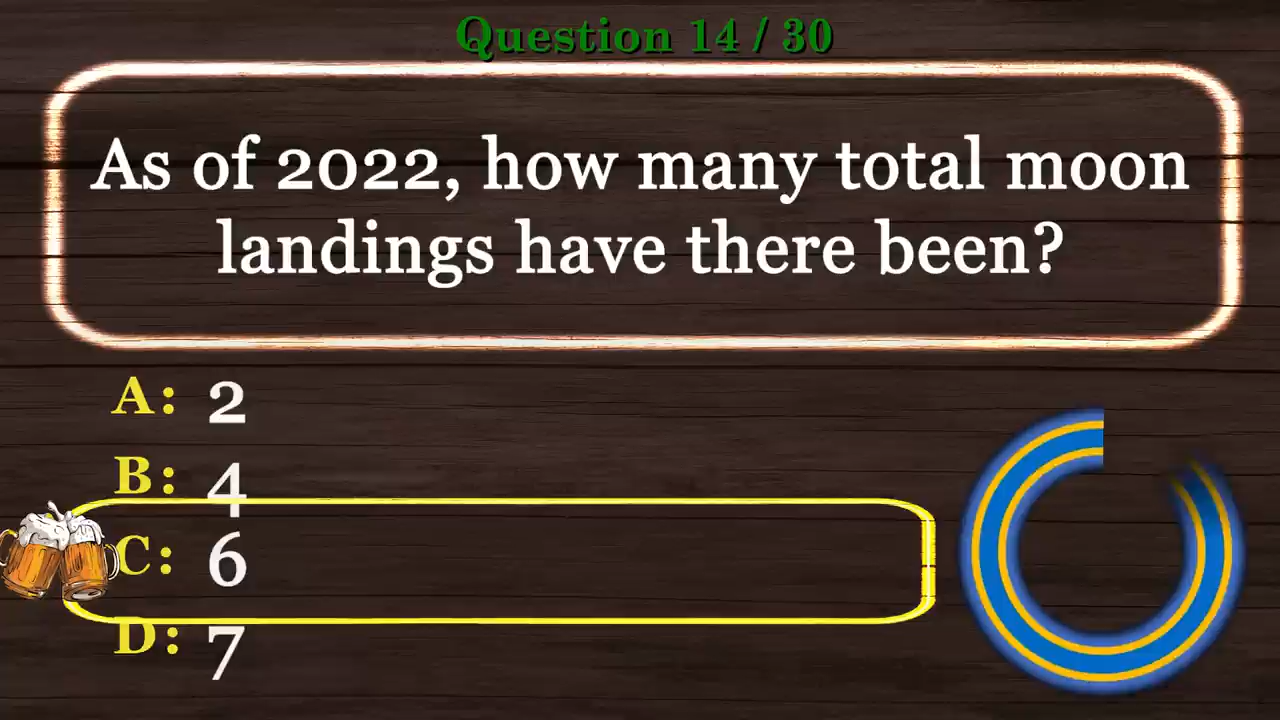 Question 14 / 30
As of 2022, how many total moon
landings have there been?
A: 2
B: 4
C: 6
D: 7